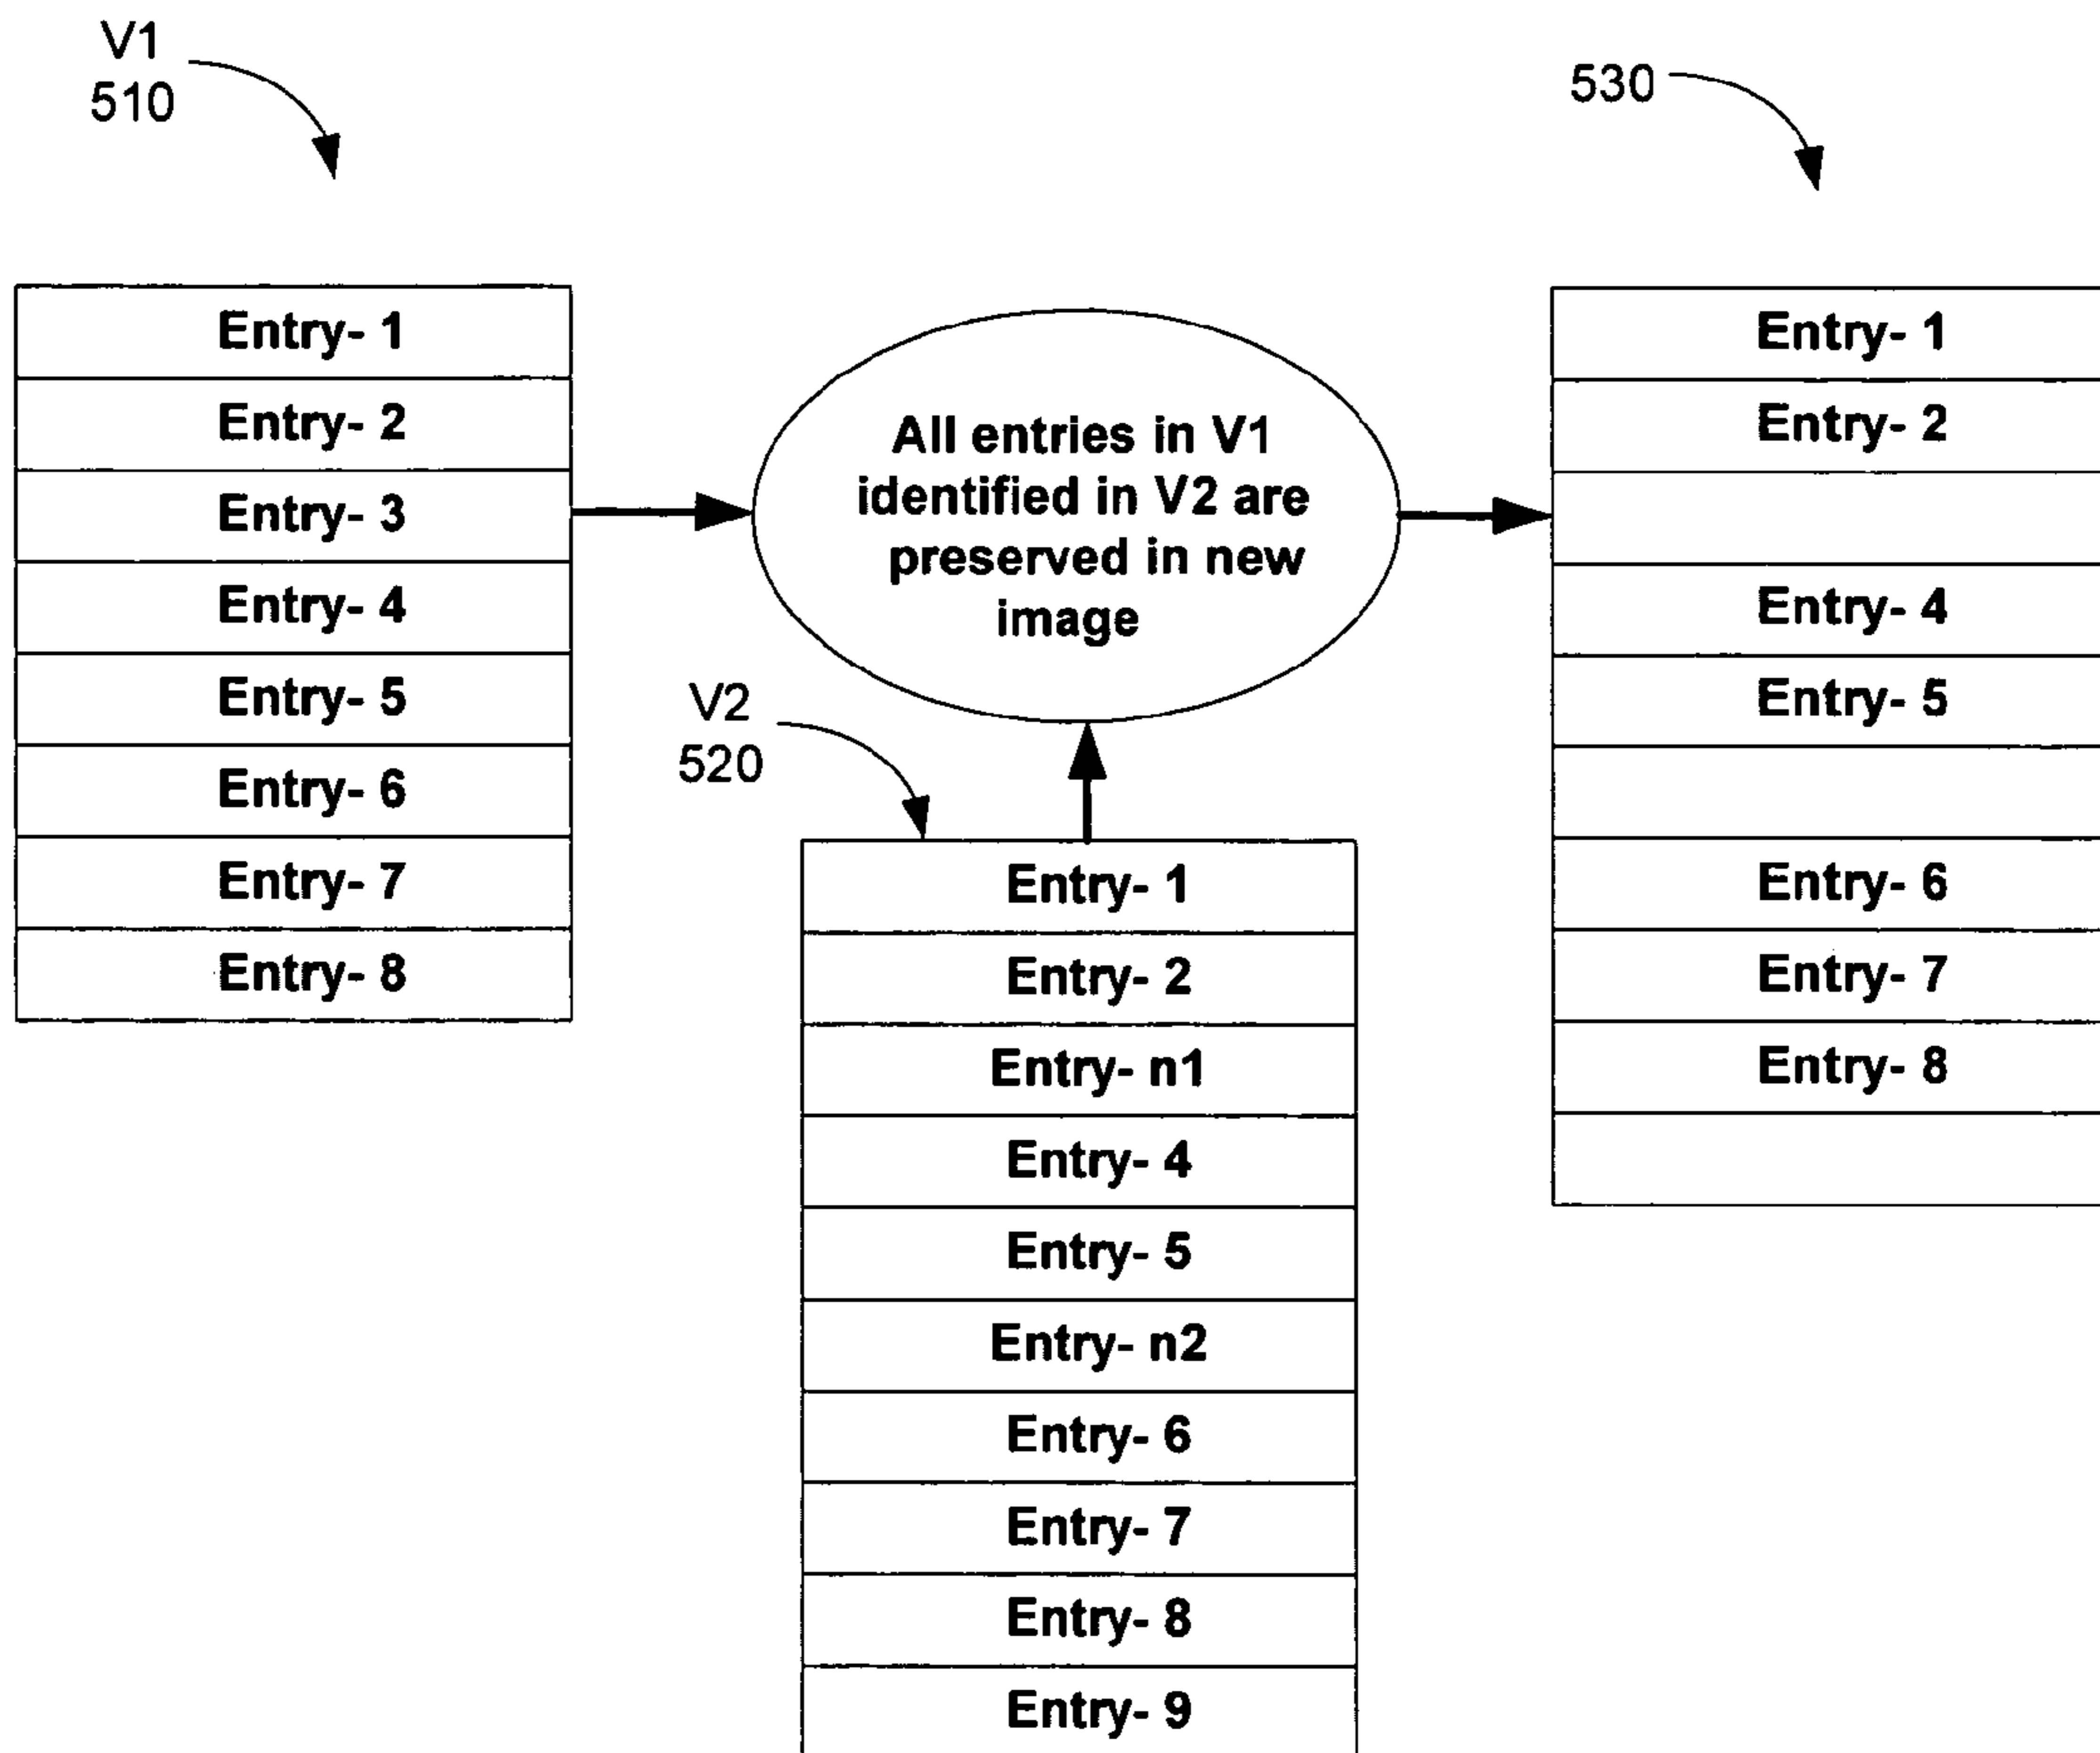 V1
510
530
Entry- 1
Entry- 2
Entry- 3
Entry- 4
Entry- 5
Entry- 6
Entry- 7
Entry- 8
All entries in V1
identified in V2 are
preserved in new
image
V2
520
Entry- 1
Entry- 2
Entry- n1
Entry- 4
Entry- 5
Entry- n2
Entry- 6
Entry- 7
Entry- 8
Entry- 9
Entry- 1
Entry- 2
Entry- 4
Entry- 5
Entry- 6
Entry- 7
Entry- 8